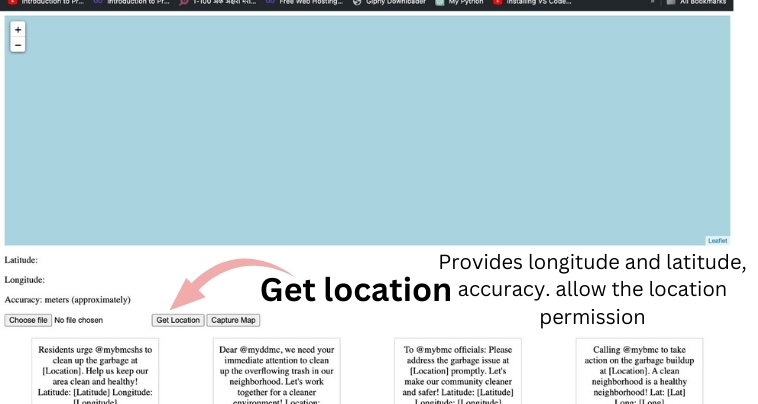 Introduction to Pr... Introduction to Pr... Free Web Hosting... Giphy Downloader My Python Installing VS Code... » All Bookmarks
+
−
Leaflet
Latitude:
Longitude:
Accuracy: meters (approximately)
Choose file No file chosen Get Location Capture Map
Get location
Provides longitude and latitude,
accuracy. allow the location
permission
Residents urge @mybmcshs to
clean up the garbage at
[Location]. Help us keep our
area clean and healthy!
Latitude: [Latitude] Longitude:
[Longitude]
Dear @myddmc, we need your
immediate attention to clean
up the overflowing trash in our
neighborhood. Let's work
together for a cleaner
environment! Location:
To @mybmc officials: Please
address the garbage issue at
[Location] promptly. Let's
make our community cleaner
and safer! Latitude: [Latitude]
Longitude: [Longitude]
Calling @mybmc to take
action on the garbage buildup
at [Location]. A clean
neighborhood is a healthy
neighborhood! Lat: [Lat]
Long: [Long]